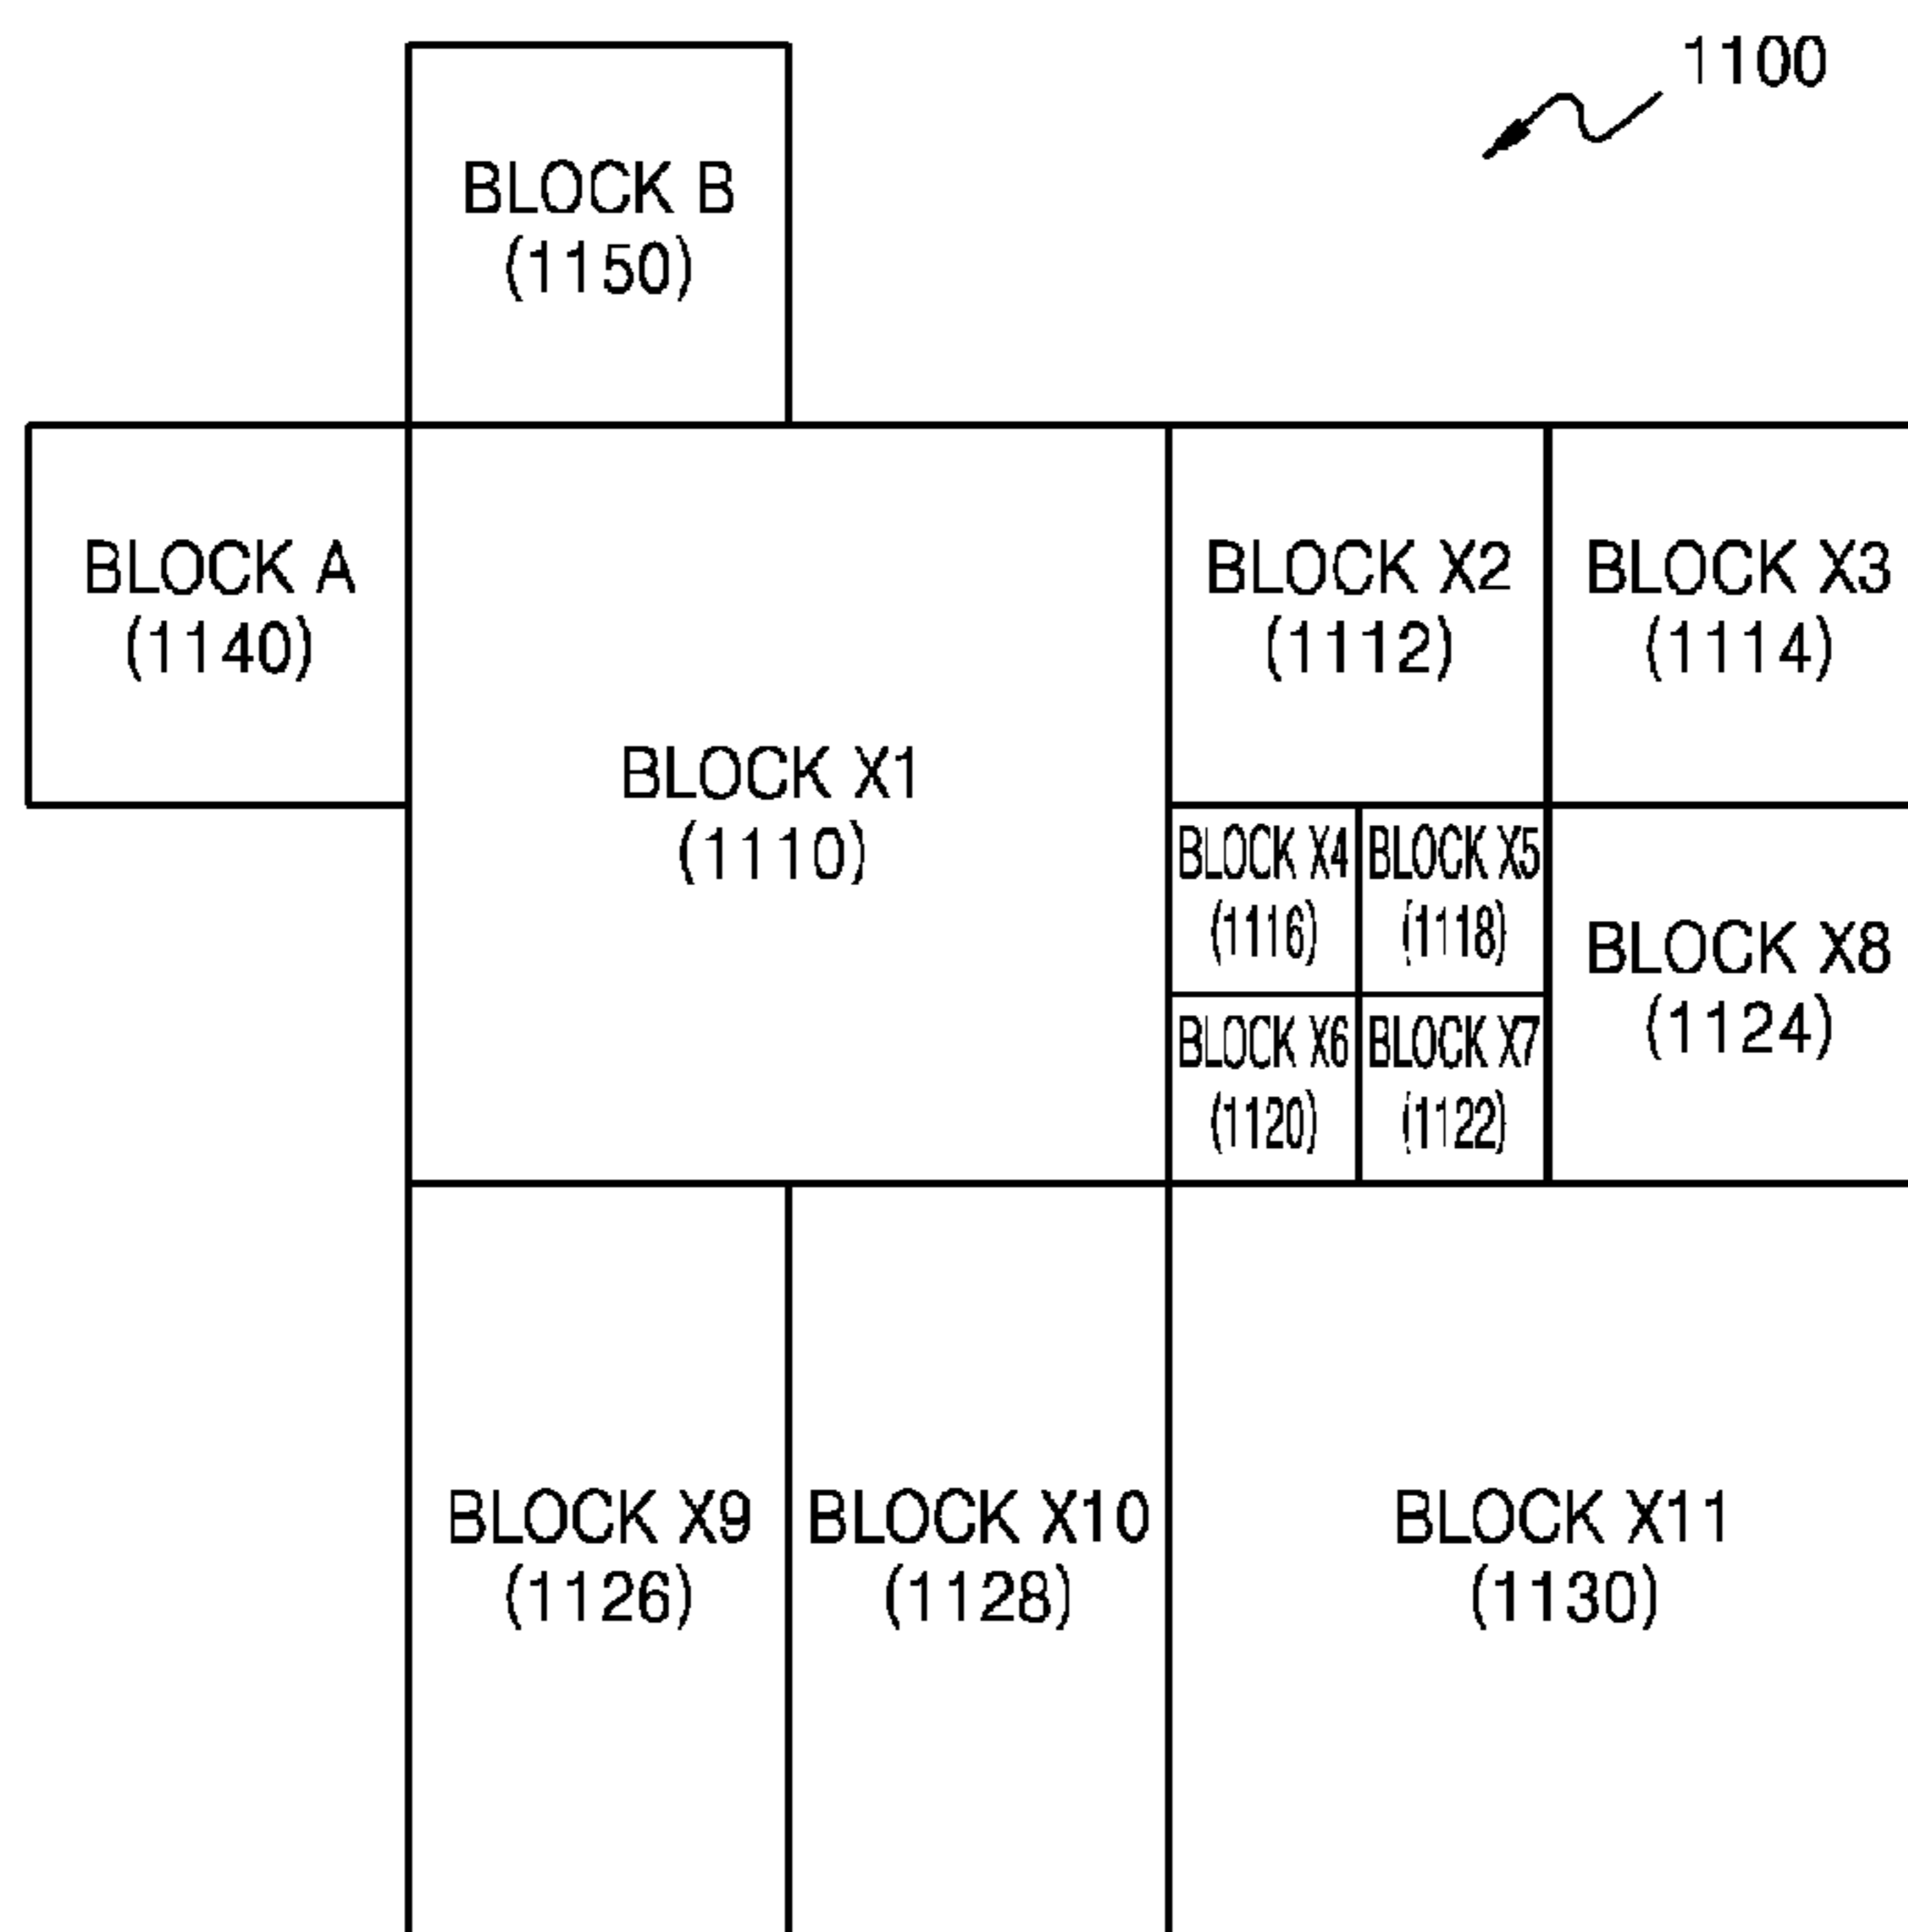 1100
BLOCK B
(1150)
BLOCK A
(1140)
BLOCK X1
(1110)
BLOCK X2
(1112)
BLOCK X3
(1114)
BLOCK X4
(1116)
BLOCK X5
(1118)
BLOCK X6
(1120)
BLOCK X7
(1122)
BLOCK X8
(1124)
BLOCK X9
(1126)
BLOCK X10
(1128)
BLOCK X11
(1130)